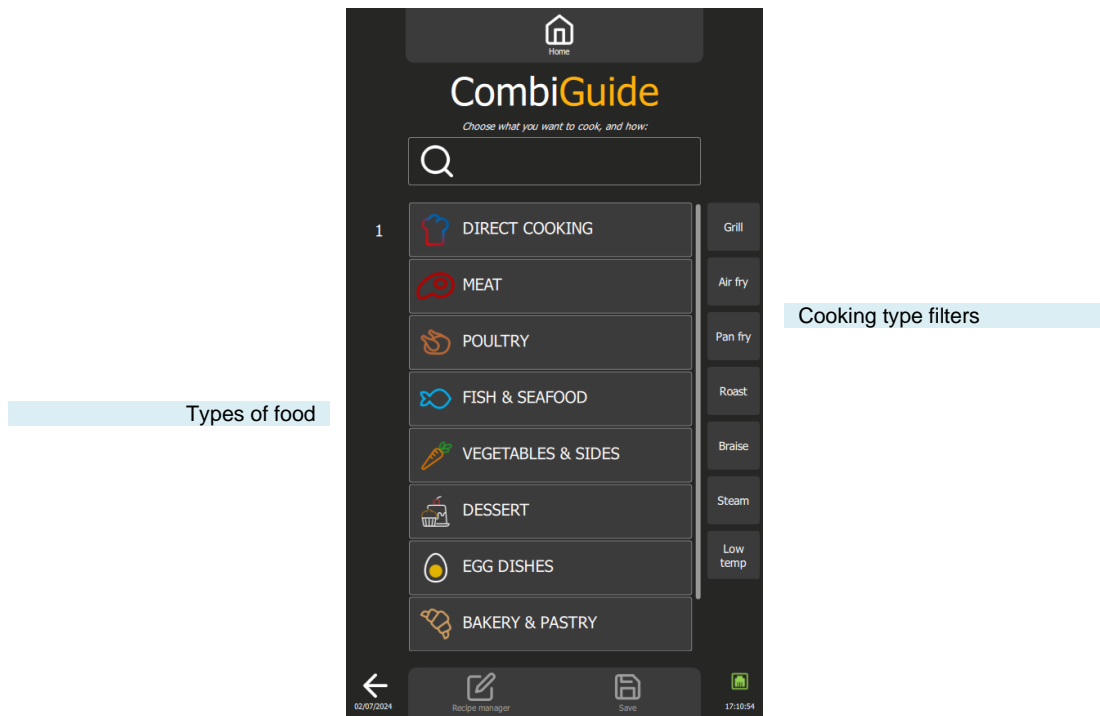 Home
CombiGuide
Choose what you want to cook, and how:
1
DIRECT COOKING
Grill
MEAT
Air fry
Cooking type filters
POULTRY
Pan fry
FISH & SEAFOOD
Roast
Types of food
VEGETABLES & SIDES
Braise
DESSERT
Steam
EGG DISHES
Low
temp
BAKERY & PASTRY
02/07/2024
Recipe manager
Save
17:10:54